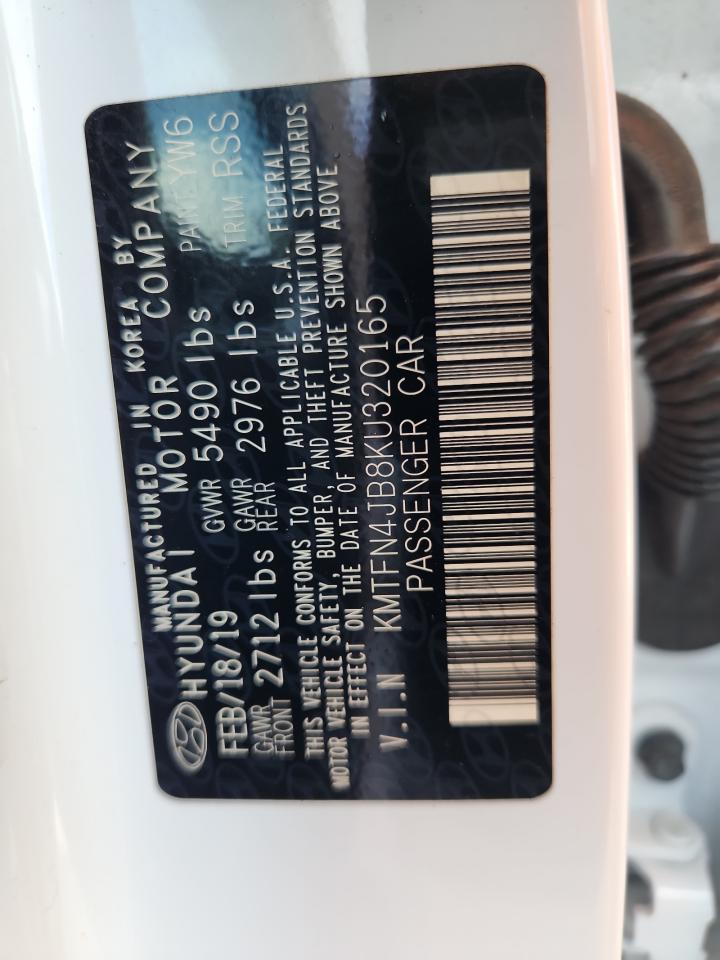 MANUFACTURED IN KOREA BY
HYUNDAI MOTOR COMPANY
FEB/18/19 GVWR 5490 lbs PAINT YW6
GAWR FRONT 2712 lbs GAWR REAR 2976 lbs TRIM RSS
THIS VEHICLE CONFORMS TO ALL APPLICABLE U.S.A. FEDERAL
MOTOR VEHICLE SAFETY, BUMPER, AND THEFT PREVENTION STANDARDS
IN EFFECT ON THE DATE OF MANUFACTURE SHOWN ABOVE.
V.I.N KMTFN4JB8KU320165
PASSENGER CAR